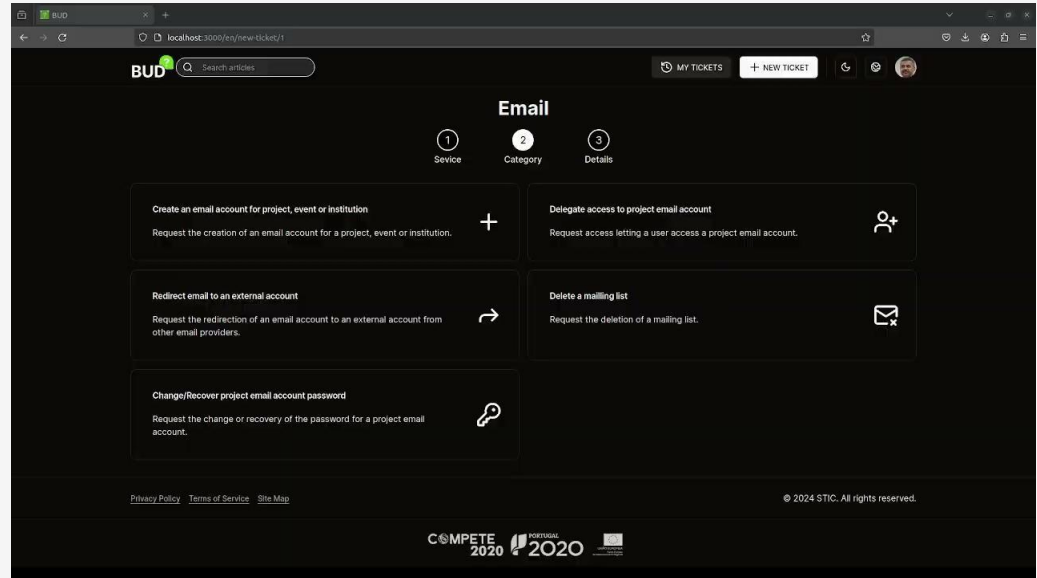 BUD
localhost:3000/en/new-ticket/1
BUD ?
Search articles
MY TICKETS
NEW TICKET
Email
1
2
3
Sevice
Category
Details
Create an email account for project, event or institution
Request the creation of an email account for a project, event or institution.
Delegate access to project email account
Request access letting a user access a project email account.
Redirect email to an external account
Request the redirection of an email account to an external account from
other email providers.
Delete a mailling list
Request the deletion of a mailing list.
Change/Recover project email account password
Request the change or recovery of the password for a project email
account.
Privacy Policy
Terms of Service
Site Map
© 2024 STIC. All rights reserved.
COMPETE
2020
PORTUGAL
2020